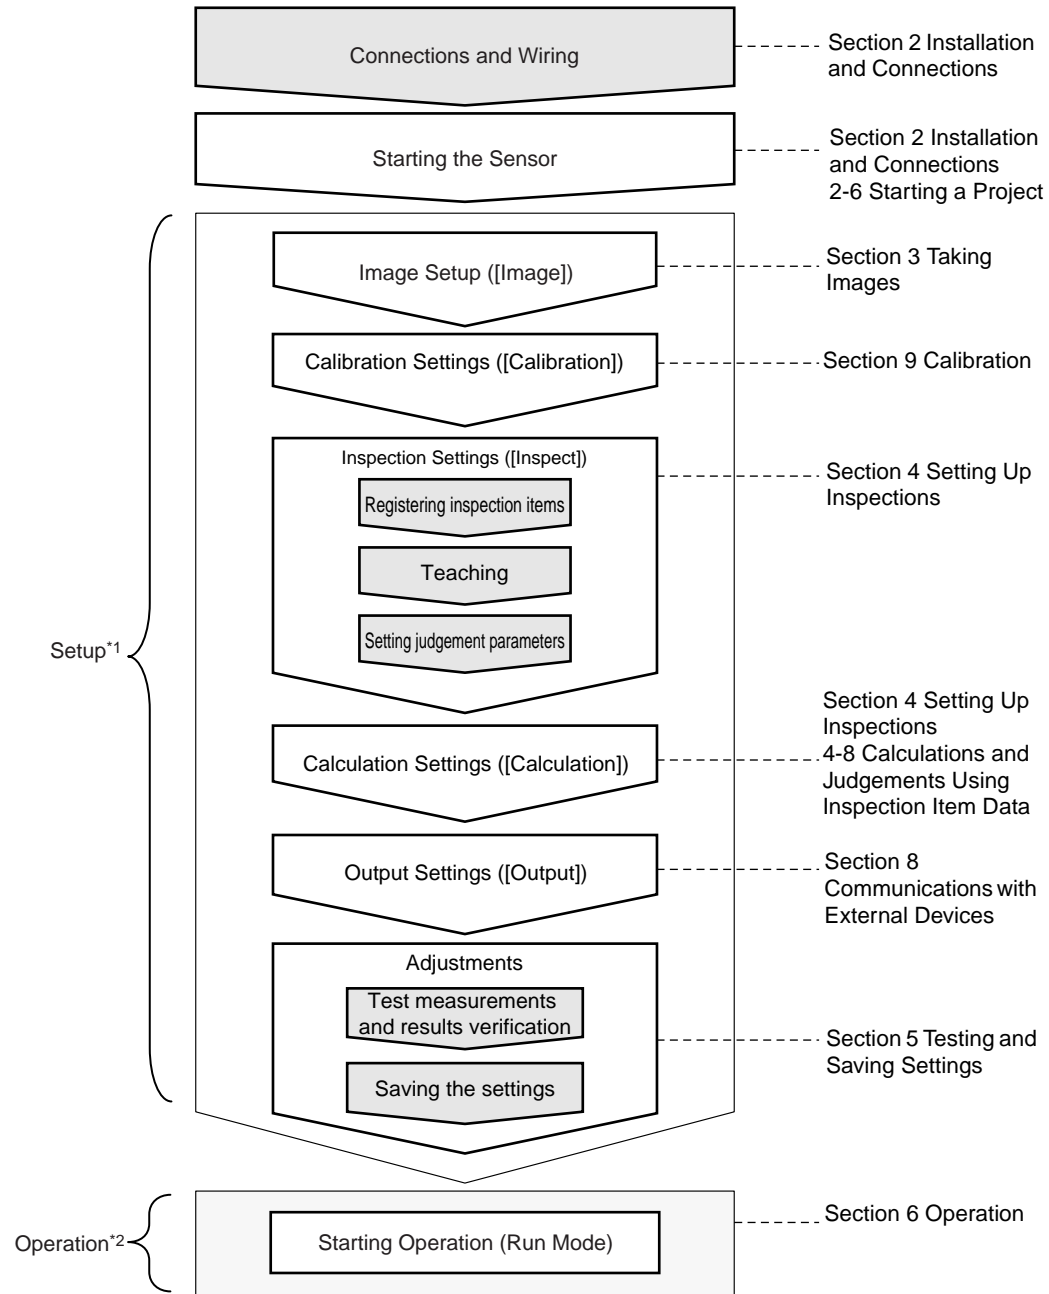 Connections and Wiring
Section 2 Installation
and Connections
Starting the Sensor
Section 2 Installation
and Connections
2-6 Starting a Project
Image Setup ([Image])
Section 3 Taking
Images
Calibration Settings ([Calibration])
Section 9 Calibration
Inspection Settings ([Inspect])
Registering inspection items
Teaching
Setting judgement parameters
Section 4 Setting Up
Inspections
Setup*1
Calculation Settings ([Calculation])
Section 4 Setting Up
Inspections
4-8 Calculations and
Judgements Using
Inspection Item Data
Output Settings ([Output])
Section 8
Communications with
External Devices
Adjustments
Test measurements
and results verification
Saving the settings
Section 5 Testing and
Saving Settings
Operation*2
Starting Operation (Run Mode)
Section 6 Operation